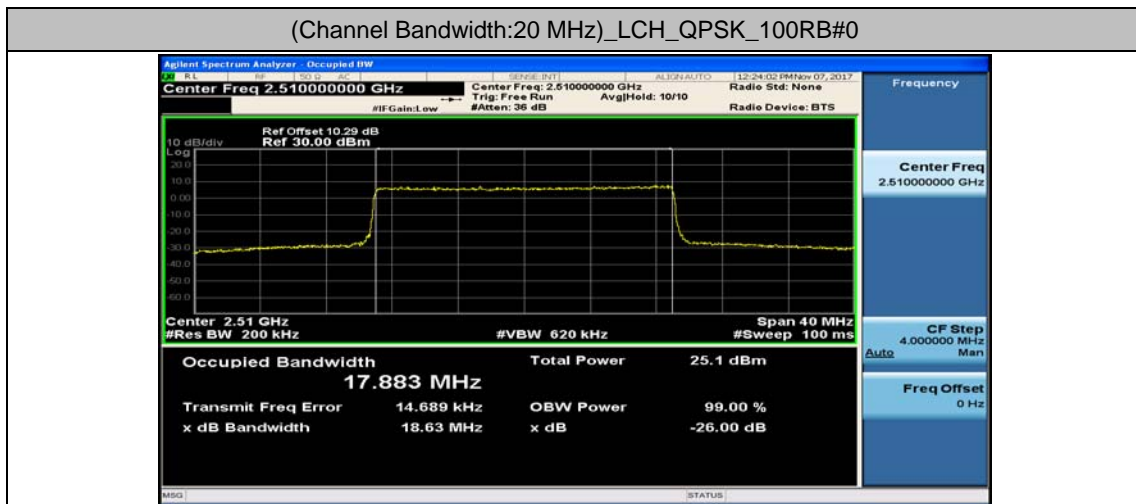 (Channel Bandwidth:20 MHz)_LCH_QPSK_100RB#0
Agilent Spectrum Analyzer - Occupied BW
RL RF 50 Ω AC SENSE:INT ALIGN AUTO 12:24:02 PM Nov 07, 2017
Center Freq 2.510000000 GHz
Center Freq: 2.510000000 GHz Radio Std: None
Trig: Free Run Avg|Hold: 10/10
#IFGain:Low #Atten: 36 dB Radio Device: BTS
Ref Offset 10.29 dB
10 dB/div Ref 30.00 dBm
Log
20.0
10.0
0.00
-10.0
-20.0
-30.0
-40.0
-50.0
-60.0
Center 2.51 GHz Span 40 MHz
#Res BW 200 kHz #VBW 620 kHz #Sweep 100 ms
Occupied Bandwidth Total Power 25.1 dBm
17.883 MHz
Transmit Freq Error 14.689 kHz OBW Power 99.00 %
x dB Bandwidth 18.63 MHz x dB -26.00 dB
MSG STATUS
Frequency
Center Freq
2.510000000 GHz
CF Step
4.000000 MHz
Auto Man
Freq Offset
0 Hz